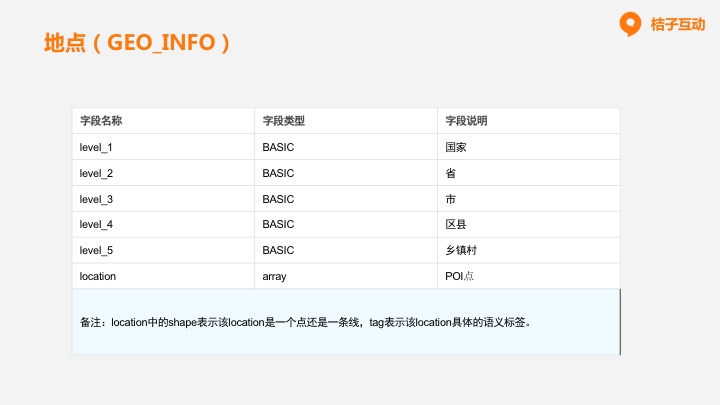 桔子互动
地点（GEO_INFO）
字段名称 字段类型 字段说明
level_1 BASIC 国家
level_2 BASIC 省
level_3 BASIC 市
level_4 BASIC 区县
level_5 BASIC 乡镇村
location array POI点
备注：location中的shape表示该location是一个点还是一条线，tag表示该location具体的语义标签。